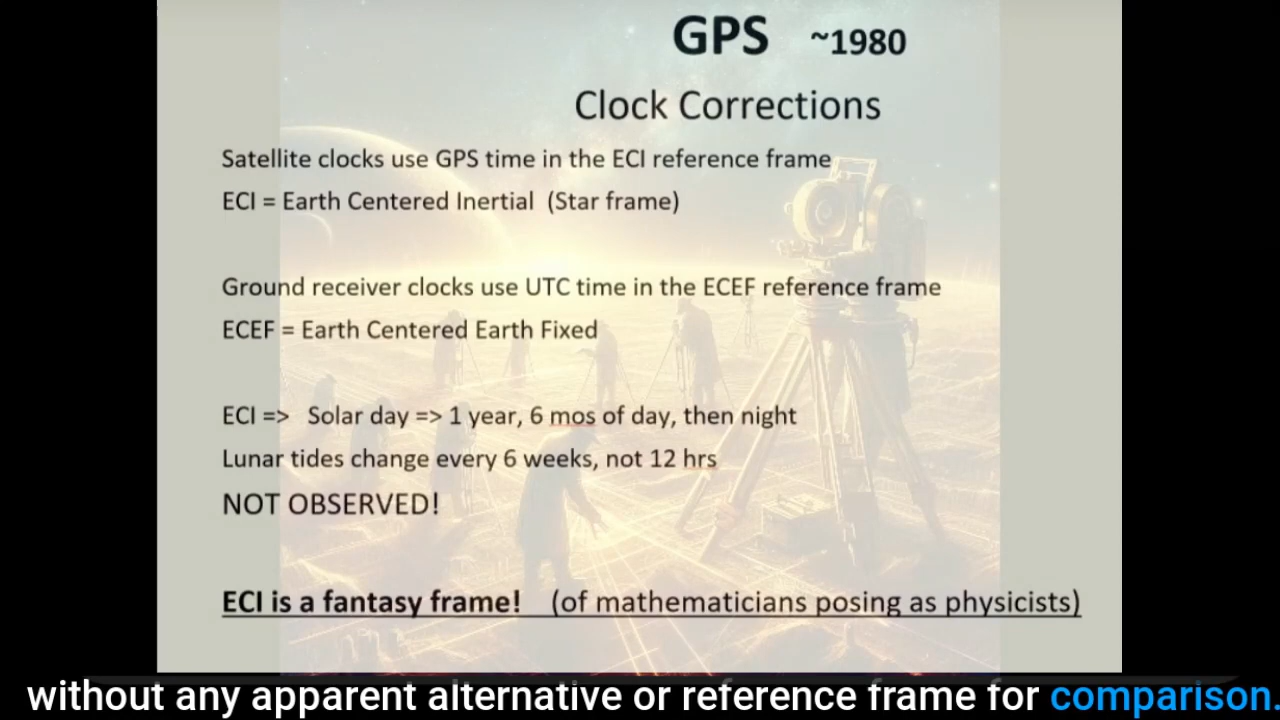 GPS ~1980
Clock Corrections
Satellite clocks use GPS time in the ECI reference frame
ECI = Earth Centered Inertial (Star frame)
Ground receiver clocks use UTC time in the ECEF reference frame
ECEF = Earth Centered Earth Fixed
ECI => Solar day => 1 year, 6 mos of day, then night
Lunar tides change every 6 weeks, not 12 hrs
NOT OBSERVED!
ECI is a fantasy frame! (of mathematicians posing as physicists)
without any apparent alternative or reference frame for comparison.